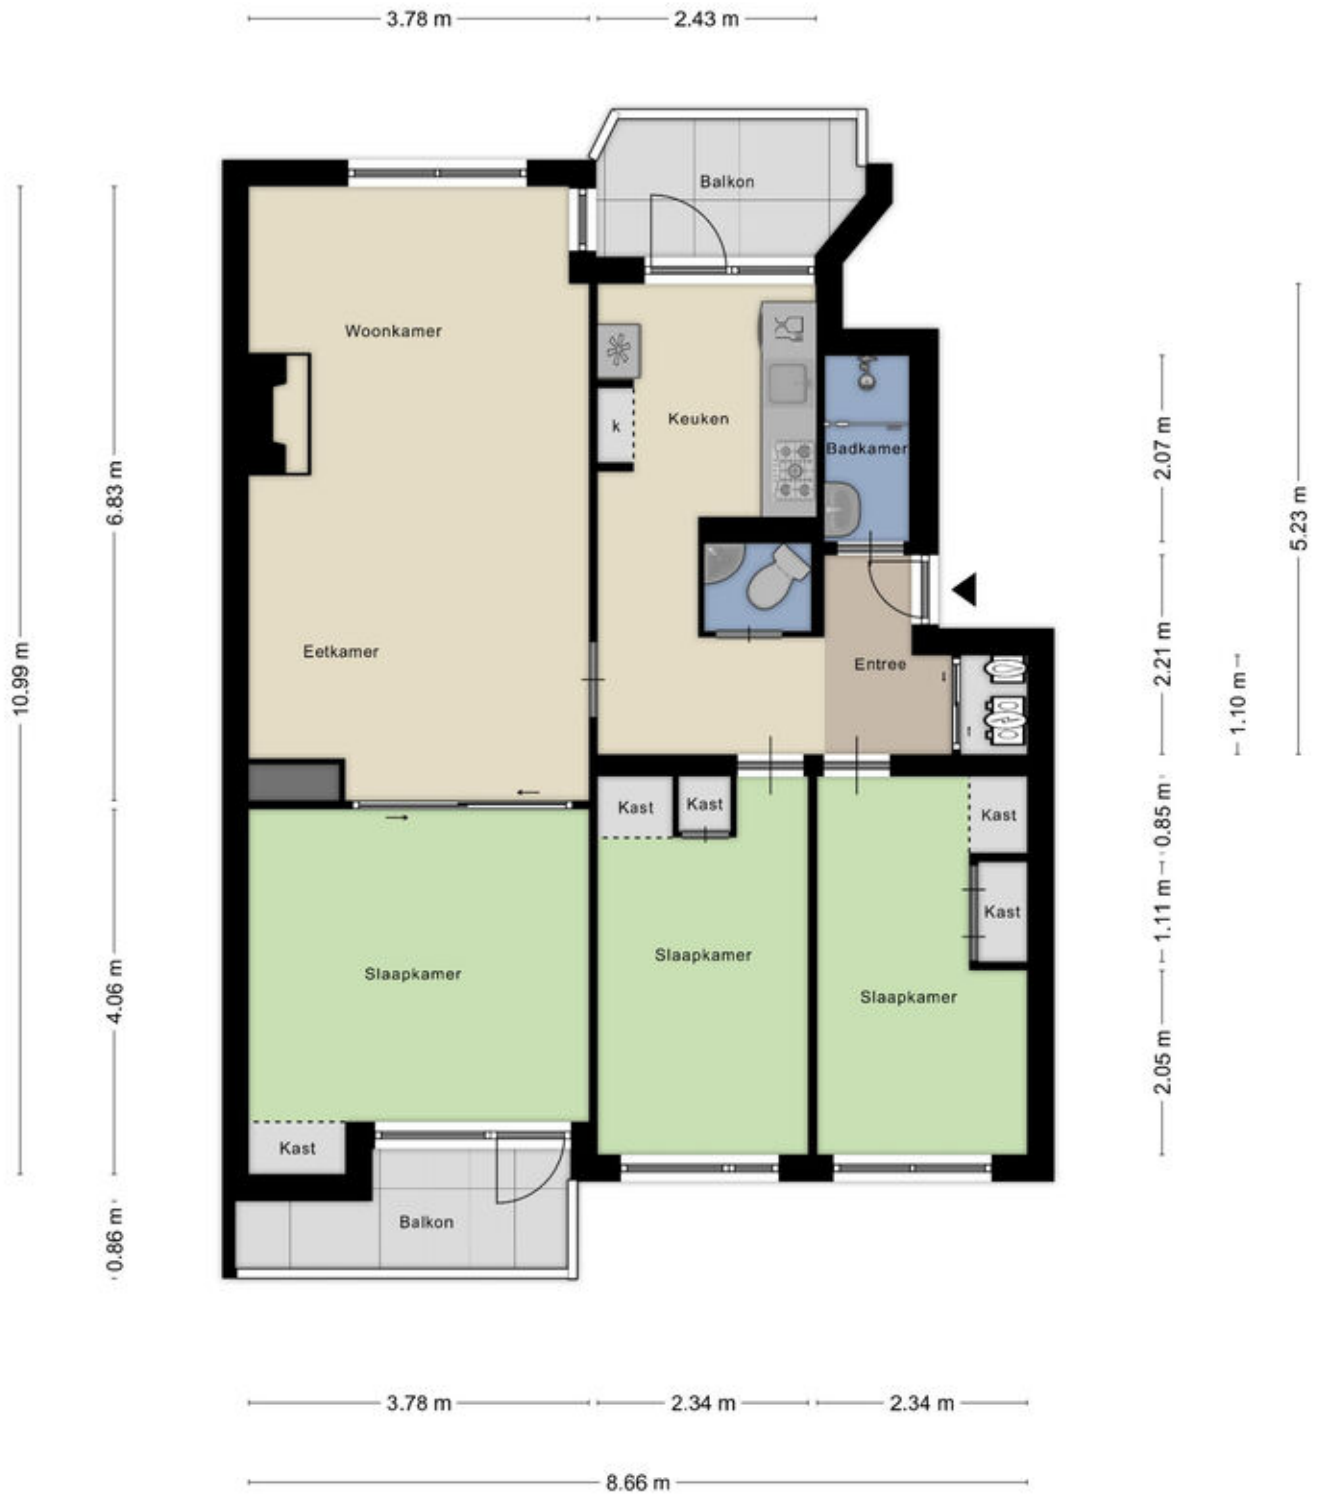 3.78 m
2.43 m
Balkon
Woonkamer
Keuken
k
Badkamer
Eetkamer
Entree
Kast
Kast
Kast
Kast
Slaapkamer
Slaapkamer
Slaapkamer
Kast
Balkon
10.99 m
6.83 m
4.06 m
0.86 m
2.07 m
2.21 m
0.85 m
1.11 m
2.05 m
1.10 m
5.23 m
3.78 m
2.34 m
2.34 m
8.66 m